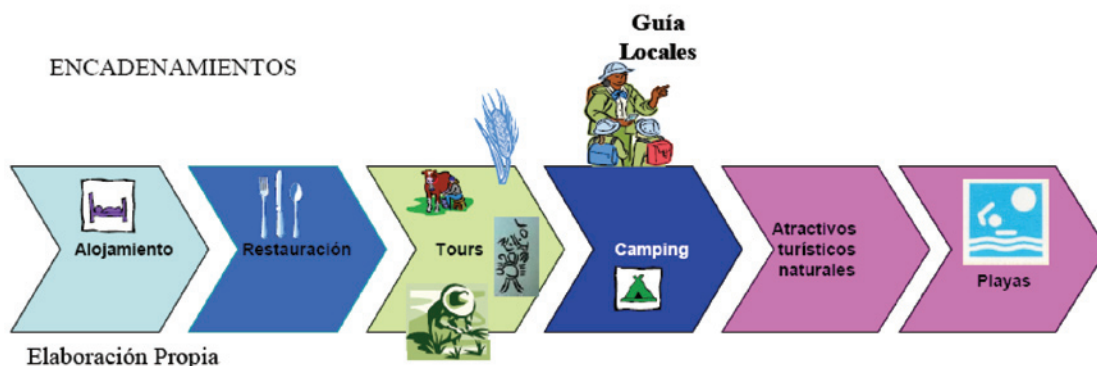 Guía
Locales
ENCADENAMIENTOS
Alojamiento
Restauración
Tours
Camping
Atractivos
turísticos
naturales
Playas
Elaboración Propia